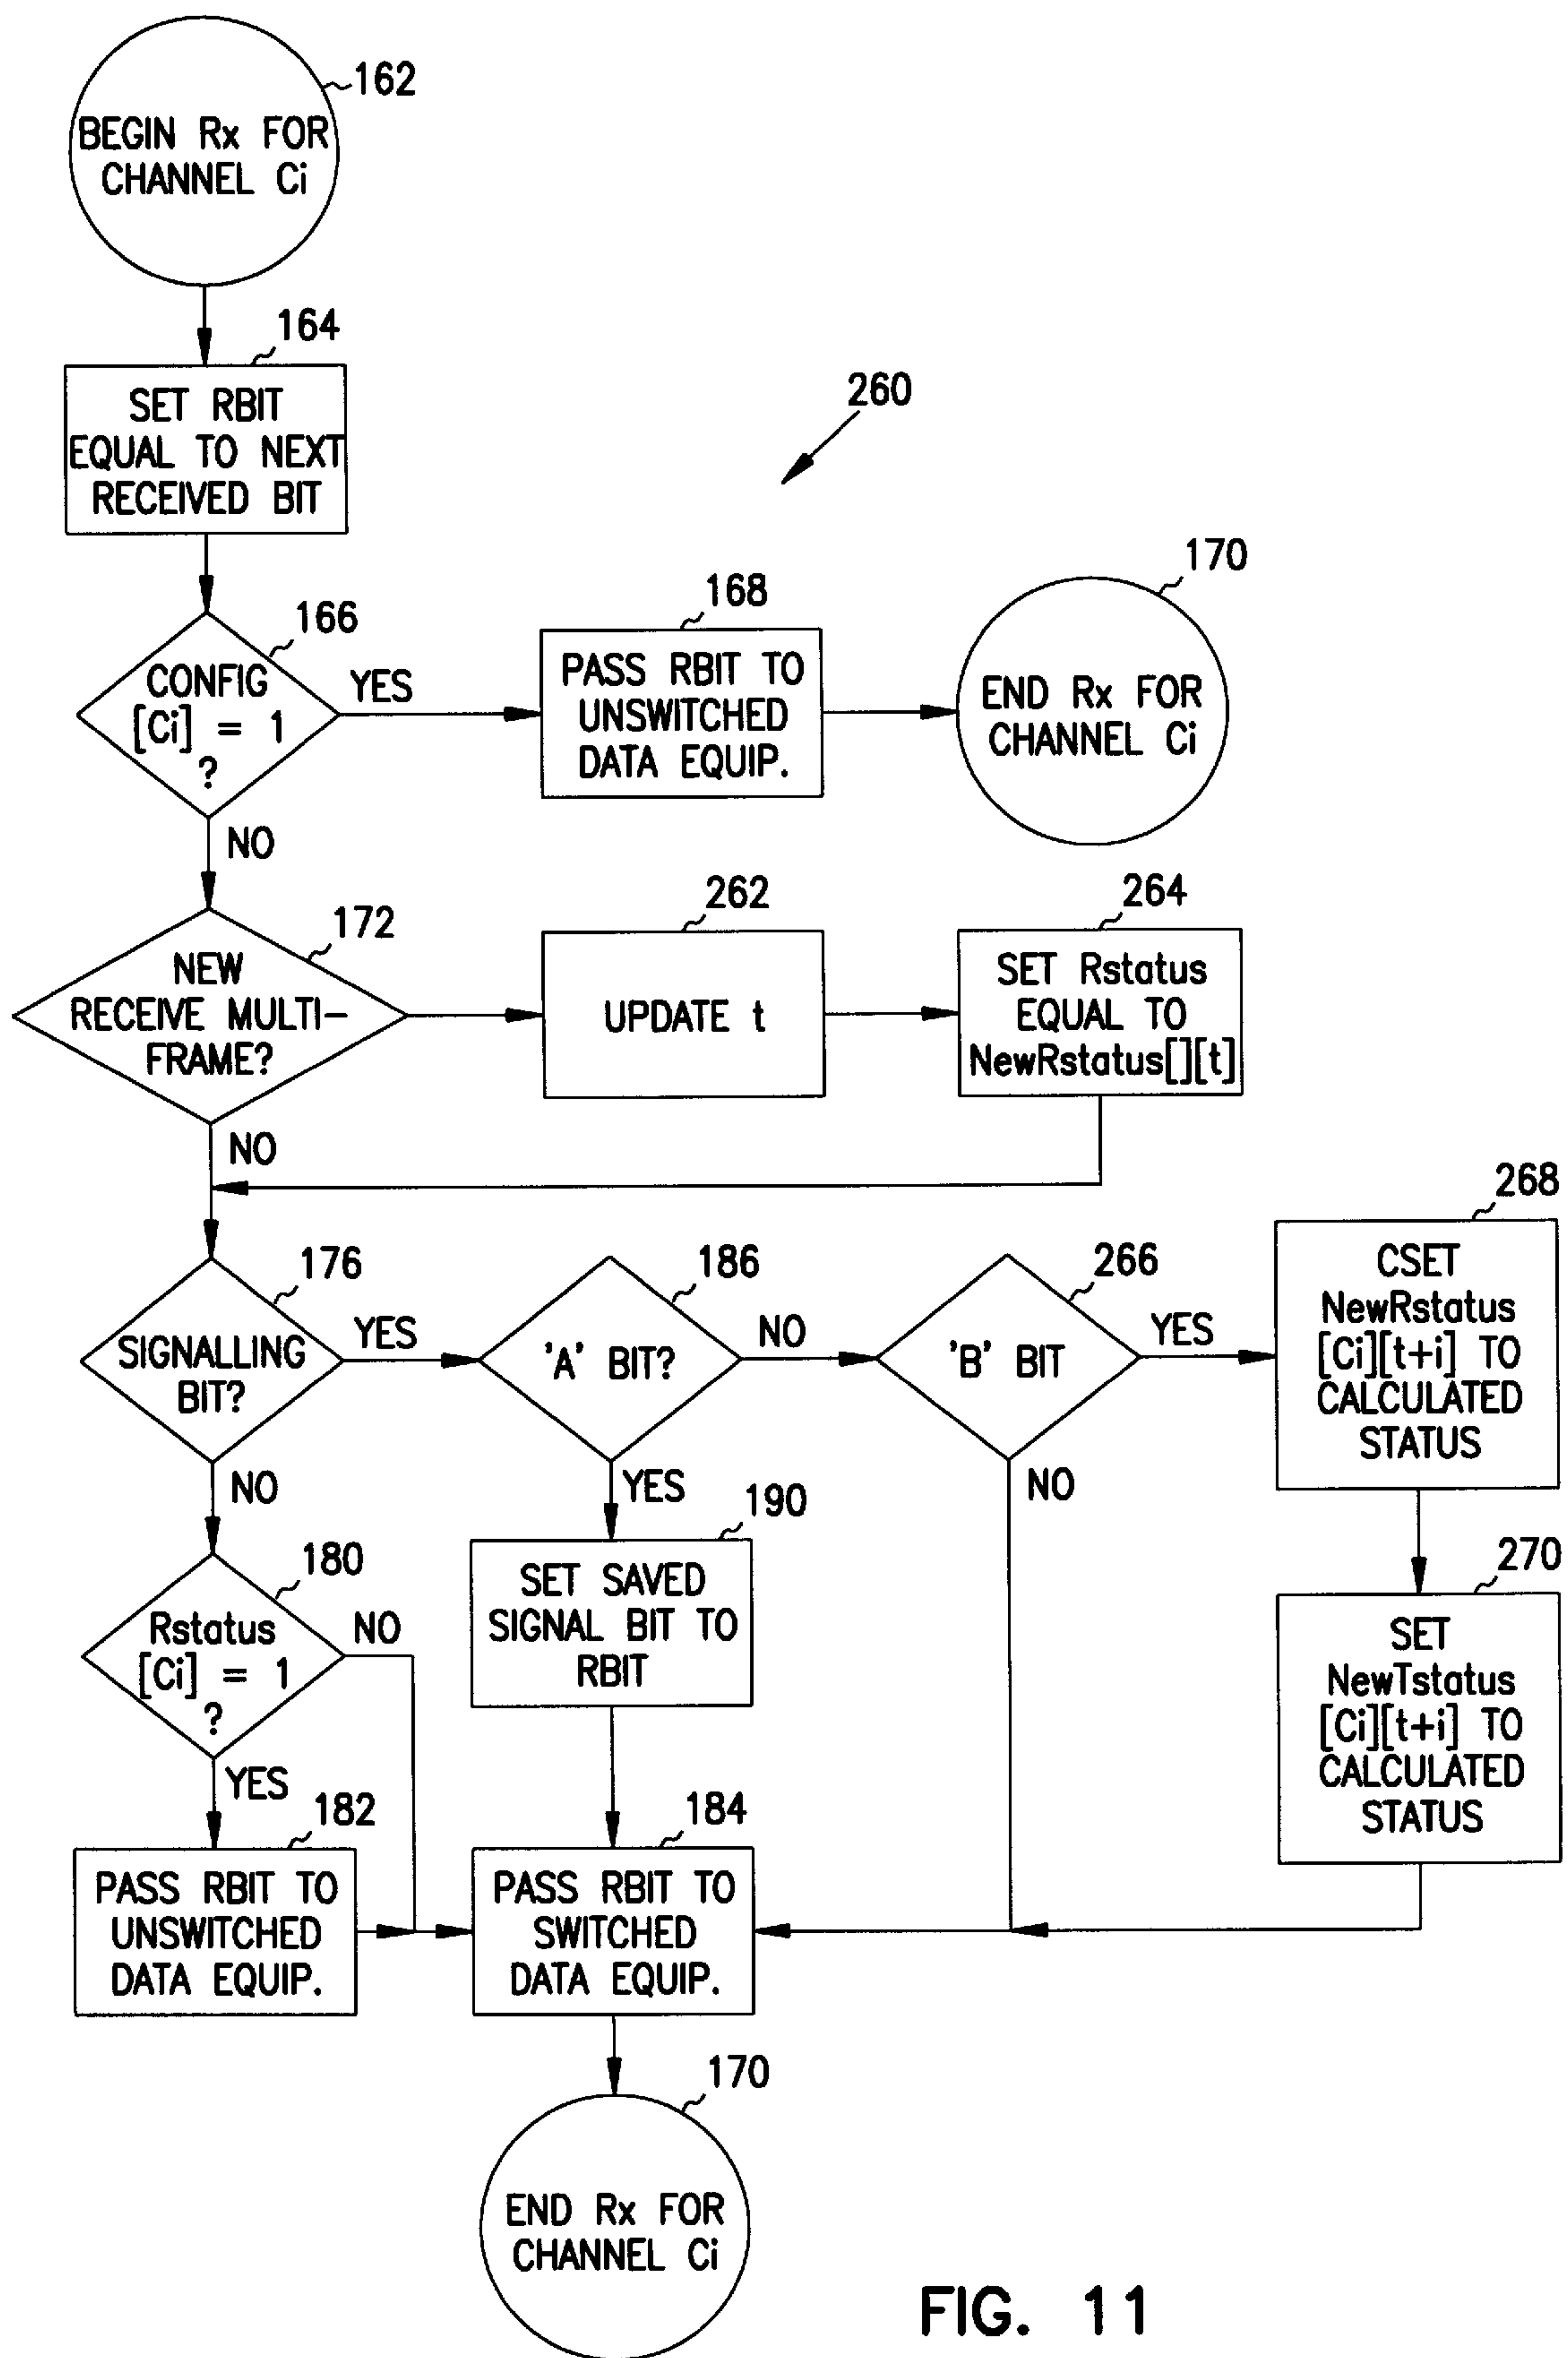 162
BEGIN Rx FOR
CHANNEL Ci
164
SET RBIT
EQUAL TO NEXT
RECEIVED BIT
260
166
CONFIG
[Ci] = 1
?
YES
NO
168
PASS RBIT TO
UNSWITCHED
DATA EQUIP.
170
END Rx FOR
CHANNEL Ci
172
NEW
RECEIVE MULTI-
FRAME?
NO
262
UPDATE t
264
SET Rstatus
EQUAL TO
NewRstatus[][t]
176
SIGNALLING
BIT?
YES
NO
186
'A' BIT?
NO
YES
266
'B' BIT
YES
NO
268
CSET
NewRstatus
[Ci][t+i] TO
CALCULATED
STATUS
270
SET
NewTstatus
[Ci][t+i] TO
CALCULATED
STATUS
180
Rstatus
[Ci] = 1
?
NO
YES
190
SET SAVED
SIGNAL BIT TO
RBIT
182
PASS RBIT TO
UNSWITCHED
DATA EQUIP.
184
PASS RBIT TO
SWITCHED
DATA EQUIP.
170
END Rx FOR
CHANNEL Ci
FIG. 11